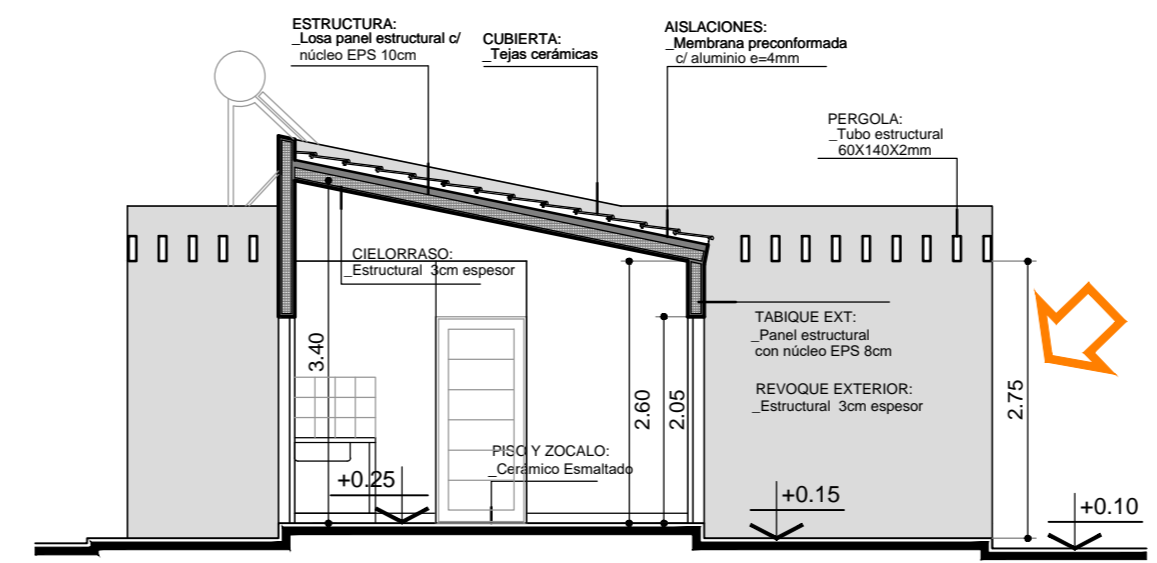 ESTRUCTURA:
_Losa panel estructural c/
núcleo EPS 10cm
CUBIERTA:
_Tejas cerámicas
AISLACIONES:
_Membrana preconformada
c/ aluminio e=4mm
PERGOLA:
_Tubo estructural
60X140X2mm
CIELORRASO:
_Estructural 3cm espesor
TABIQUE EXT:
_Panel estructural
con núcleo EPS 8cm
REVOQUE EXTERIOR:
_Estructural 3cm espesor
3.40
2.60
2.05
2.75
PISO Y ZOCALO:
_Cerámico Esmaltado
+0.25
+0.15
+0.10